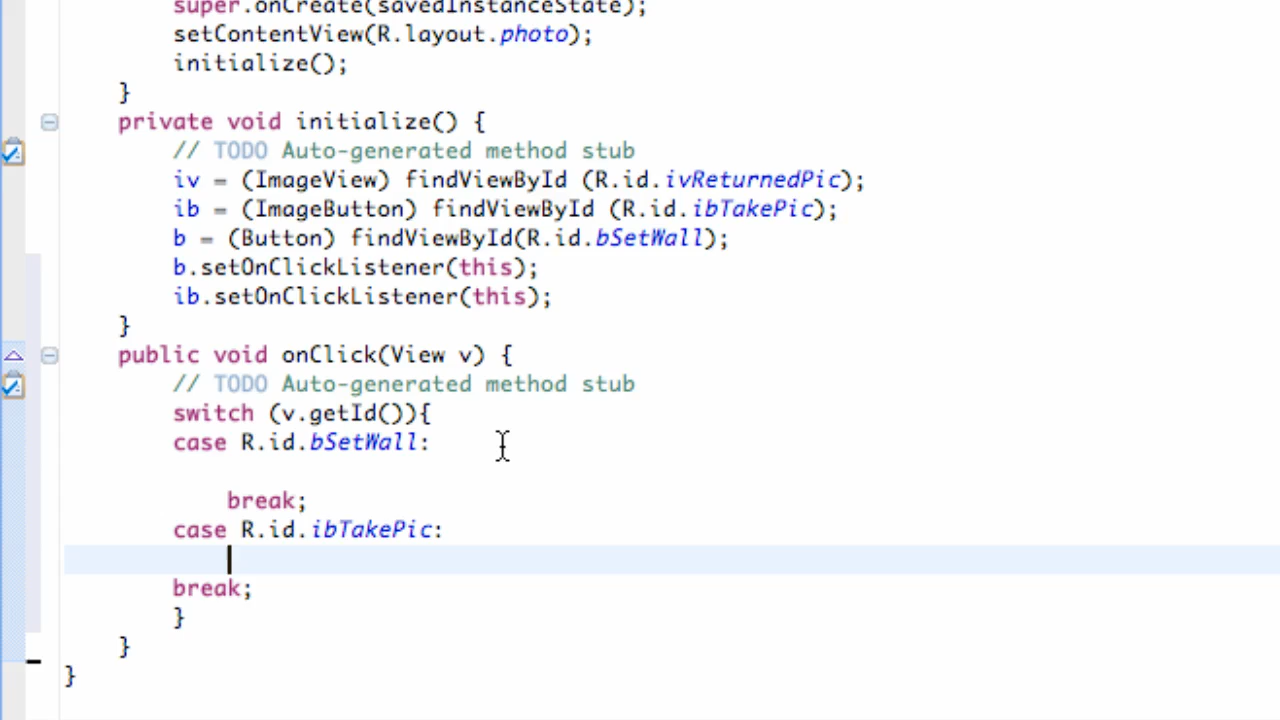 super.onCreate(savedInstanceState);
setContentView(R.layout.photo);
initialize();
}
private void initialize() {
// TODO Auto-generated method stub
iv = (ImageView) findViewById (R.id.ivReturnedPic);
ib = (ImageButton) findViewById (R.id.ibTakePic);
b = (Button) findViewById(R.id.bSetWall);
b.setOnClickListener(this);
ib.setOnClickListener(this);
}
public void onClick(View v) {
// TODO Auto-generated method stub
switch (v.getId()){
case R.id.bSetWall:
break;
case R.id.ibTakePic:
break;
}
}
}